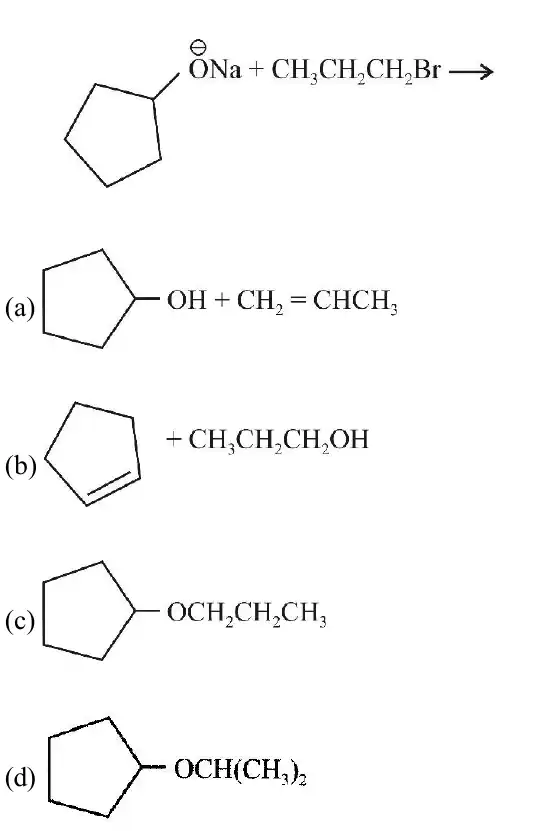 ⊖
ONa + CH₃CH₂CH₂Br ⟶
(a) OH + CH₂ = CHCH₃
(b) + CH₃CH₂CH₂OH
(c) OCH₂CH₂CH₃
(d) OCH(CH₃)₂